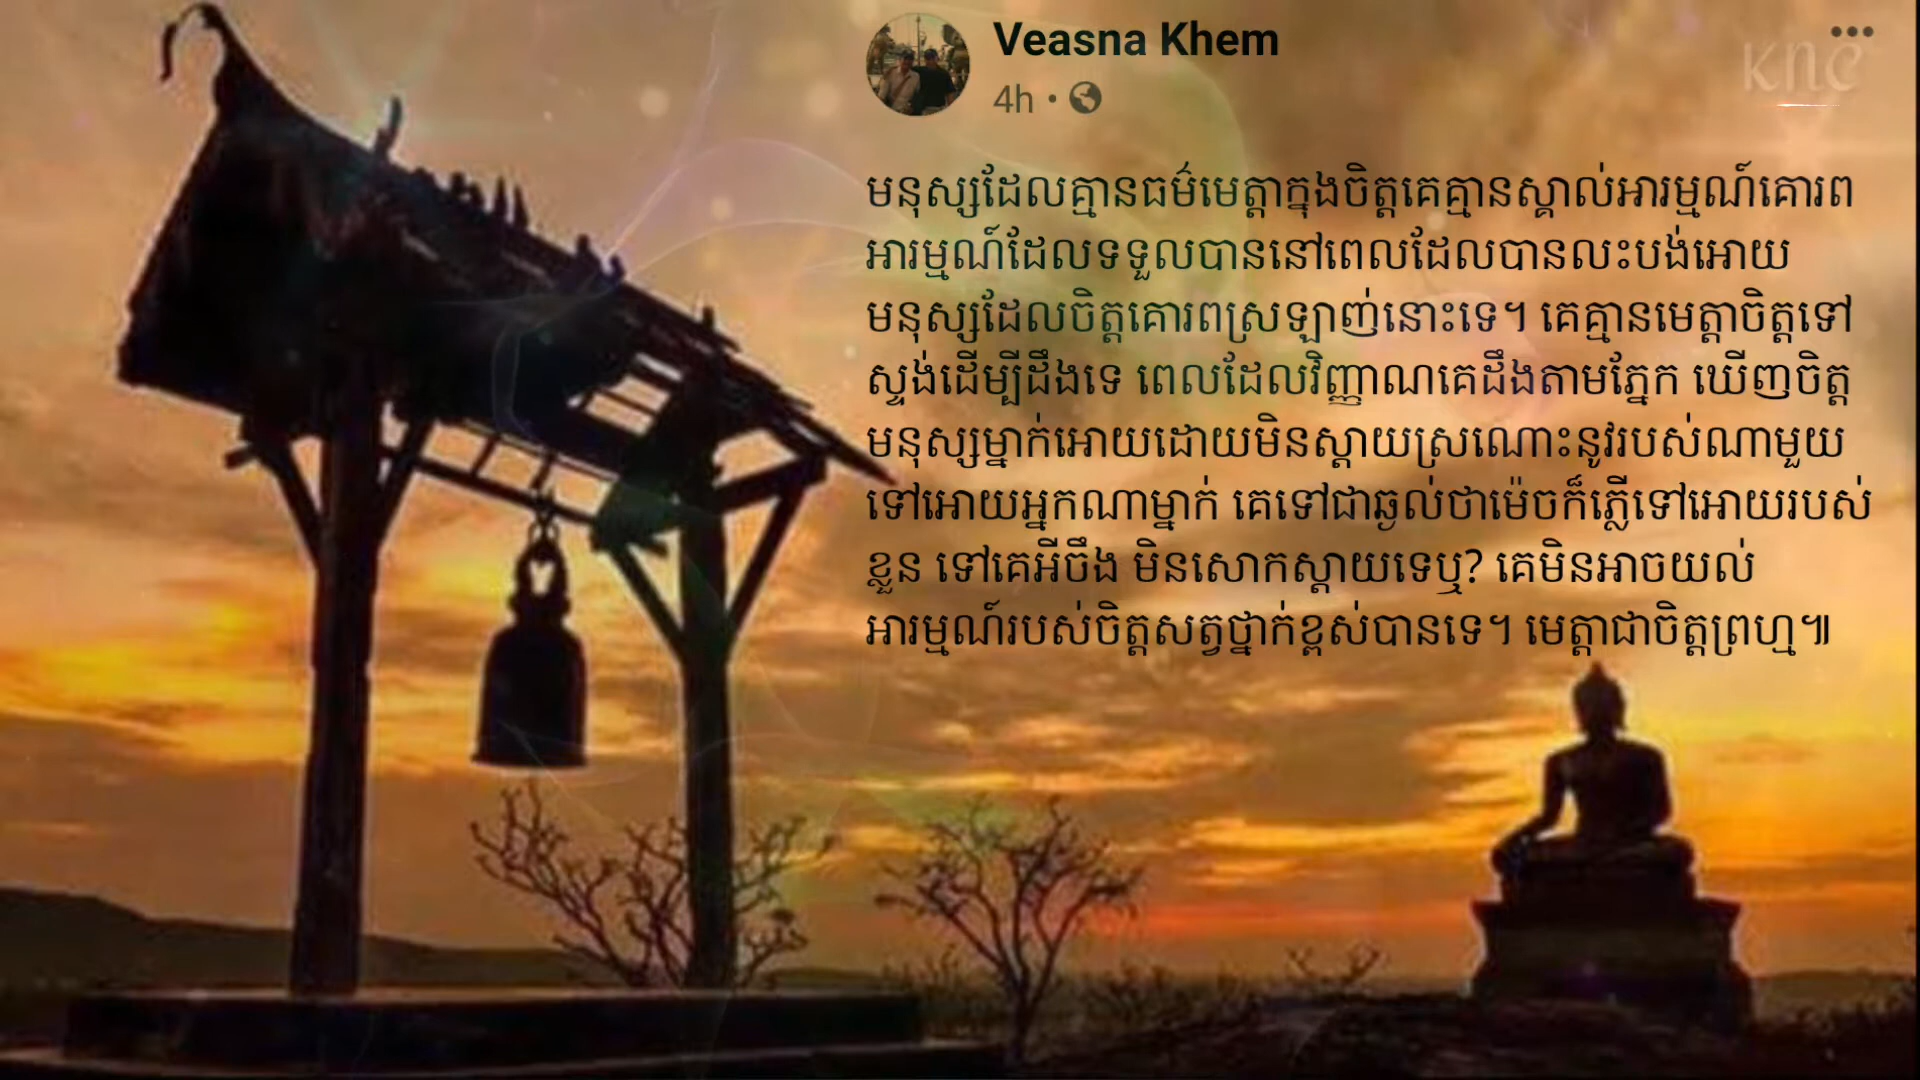 Veasna Khem
4h
KNC
មនុស្សដែលគ្មានធម៌មេត្តាក្នុងចិត្តគេគ្មានស្គាល់អារម្មណ៍គោរព
អារម្មណ៍ដែលទទួលបាននៅពេលដែលបានលះបង់អោយ
មនុស្សដែលចិត្តគោរពស្រឡាញ់នោះទេ។ គេគ្មានមេត្តាចិត្តទៅ
ស្ទង់ដើម្បីដឹងទេ ពេលដែលវិញ្ញាណគេដឹងតាមភ្នែក ឃើញចិត្ត
មនុស្សម្នាក់អោយដោយមិនស្តាយស្រណោះនូវរបស់ណាមួយ
ទៅអោយអ្នកណាម្នាក់ គេទៅជាឆ្ងល់ថាម៉េចក៏ភ្លើទៅអោយរបស់
ខ្លួន ទៅគេអីចឹង មិនសោកស្តាយទេឬ? គេមិនអាចយល់
អារម្មណ៍របស់ចិត្តសត្វថ្នាក់ខ្ពស់បានទេ។ មេត្តាជាចិត្តព្រហ្ម៕